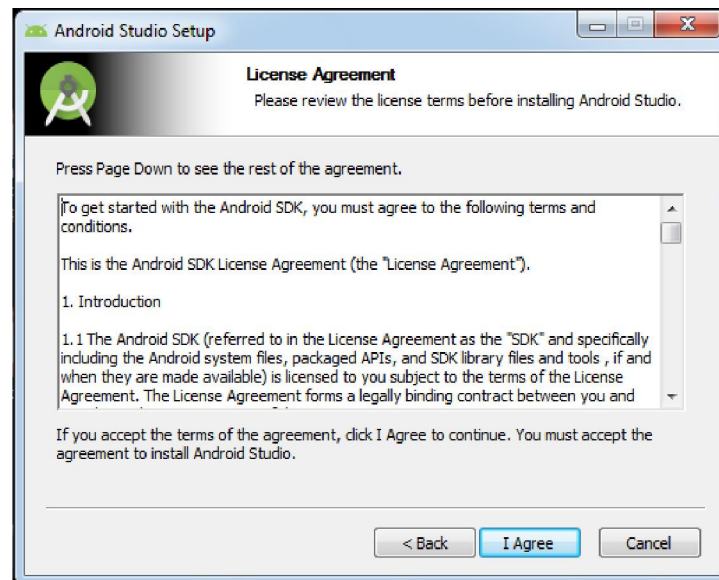 Android Studio Setup
License Agreement
Please review the license terms before installing Android Studio.
Press Page Down to see the rest of the agreement.
To get started with the Android SDK, you must agree to the following terms and
conditions.
This is the Android SDK License Agreement (the "License Agreement").
1. Introduction
1.1 The Android SDK (referred to in the License Agreement as the "SDK" and specifically
including the Android system files, packaged APIs, and SDK library files and tools , if and
when they are made available) is licensed to you subject to the terms of the License
Agreement. The License Agreement forms a legally binding contract between you and
If you accept the terms of the agreement, click I Agree to continue. You must accept the
agreement to install Android Studio.
< Back
I Agree
Cancel